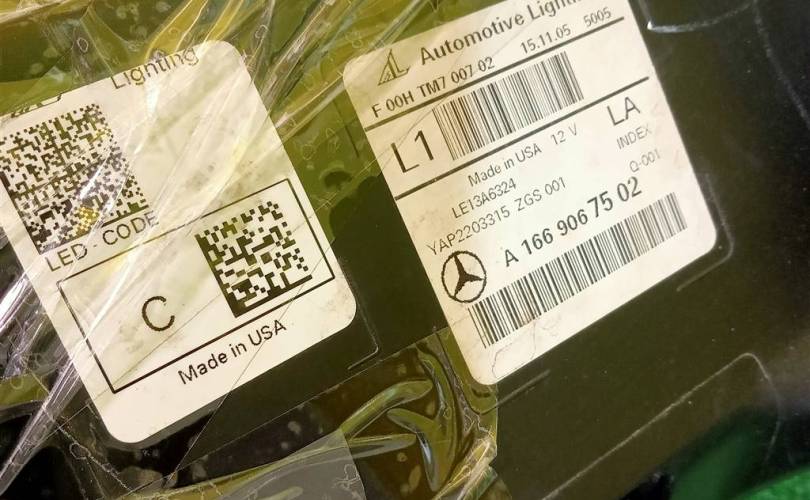 Lighting
LED - CODE
C
Made in USA
Automotive Lighting
F 00H TM7 007-02 15.11.05 5005
L1
LA
Made in USA 12 V
INDEX
LE13A6324
Q-001
YAP2203315 ZGS 001
A 166 906 75 02